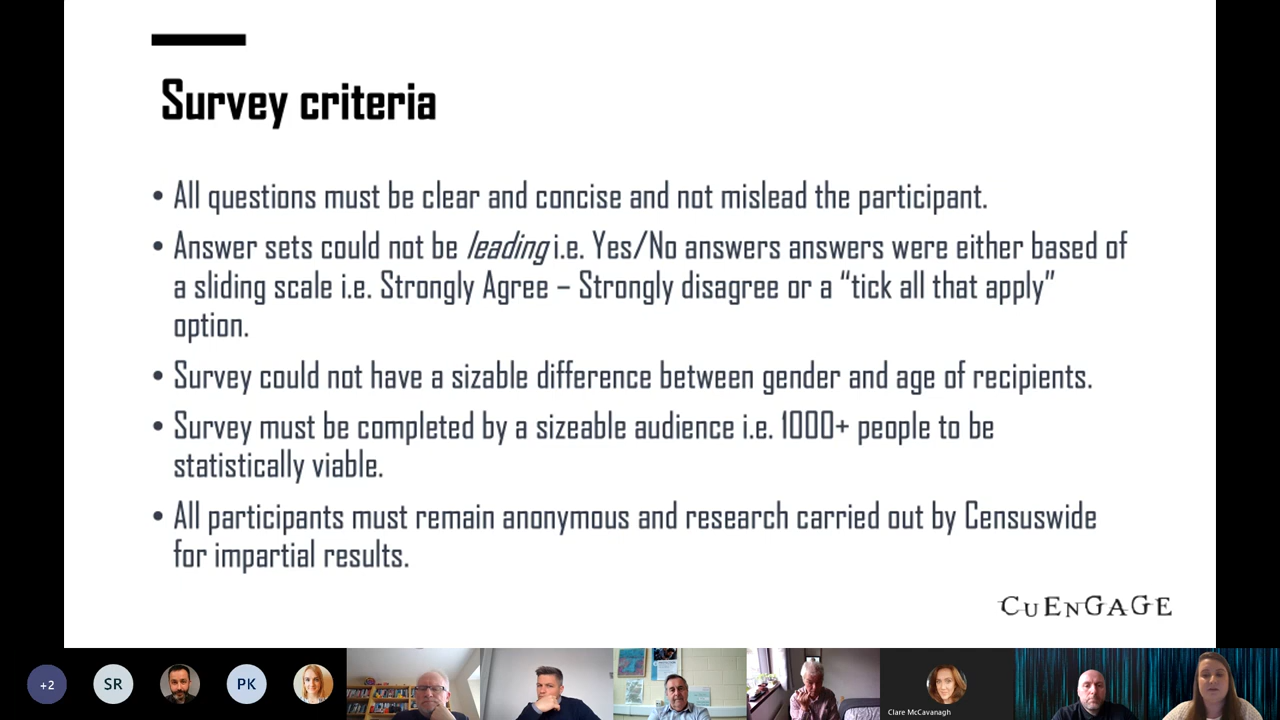 Survey criteria
• All questions must be clear and concise and not mislead the participant.
• Answer sets could not be leading i.e. Yes/No answers answers were either based of
a sliding scale i.e. Strongly Agree – Strongly disagree or a “tick all that apply”
option.
• Survey could not have a sizable difference between gender and age of recipients.
• Survey must be completed by a sizeable audience i.e. 1000+ people to be
statistically viable.
• All participants must remain anonymous and research carried out by Censuswide
for impartial results.
CUENGAGE
+2
SR
PK
Clare McCavanagh